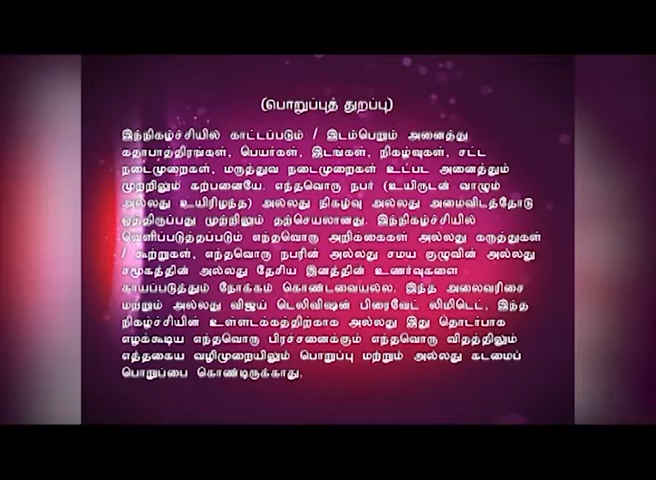 (பொறுப்புத் துறப்பு)
இந்நிகழ்ச்சியில் காட்டப்படும் / இடம்பெறும் அனைத்து
கதாபாத்திரங்கள், பெயர்கள், இடங்கள், நிகழ்வுகள், சட்ட
நடைமுறைகள், மருத்துவ நடைமுறைகள் உட்பட அனைத்தும்
முற்றிலும் கற்பனையே. எந்தவொரு நபர் (உயிருடன் வாழும்
அல்லது உயிரிழந்த) அல்லது நிகழ்வு அல்லது அமைவிடத்தோடு
ஒத்திருப்பது முற்றிலும் தற்செயலானது. இந்நிகழ்ச்சியில்
வெளிப்படுத்தப்படும் எந்தவொரு அறிக்கைகள் அல்லது கருத்துகள்
/ கூற்றுகள், எந்தவொரு நபரின் அல்லது சமய குழுவின் அல்லது
சமூகத்தின் அல்லது தேசிய இனத்தின் உணர்வுகளை
காயப்படுத்தும் நோக்கம் கொண்டவையல்ல. இந்த அலைவரிசை
மற்றும் அல்லது விஜய் டெலிவிஷன் பிரைவேட் லிமிடெட், இந்த
நிகழ்ச்சியின் உள்ளடக்கத்திற்காக அல்லது இது தொடர்பாக
எழக்கூடிய எந்தவொரு பிரச்சனைக்கும் எந்தவொரு விதத்திலும்
எத்தகைய வழிமுறையிலும் பொறுப்பு மற்றும் அல்லது கடமைப்
பொறுப்பை கொண்டிருக்காது.